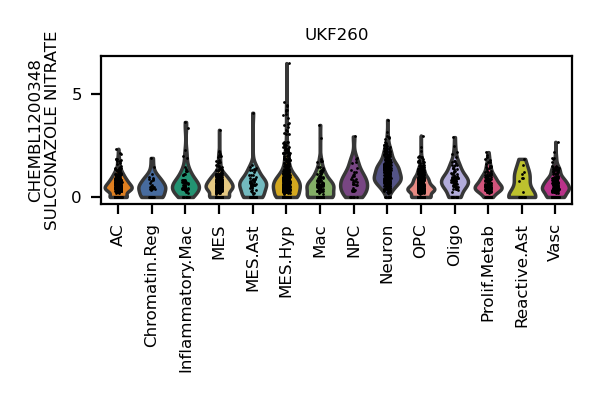 UKF260
CHEMBL1200348
SULCONAZOLE NITRATE
5
0
AC
Chromatin.Reg
Inflammatory.Mac
MES
MES.Ast
MES.Hyp
Mac
NPC
Neuron
OPC
Oligo
Prolif.Metab
Reactive.Ast
Vasc